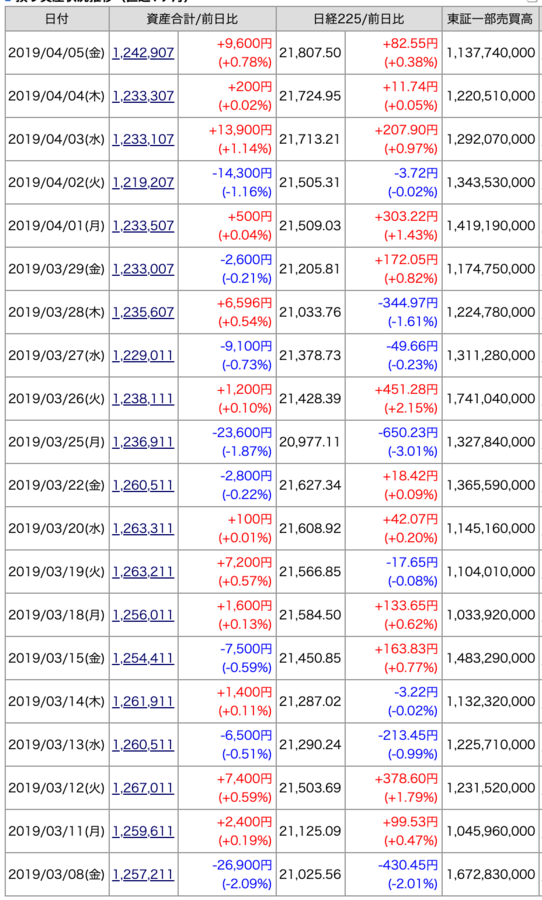 日付 資産合計/前日比 日経225/前日比 東証一部売買高
2019/04/05(金) 1,242,907 +9,600円 (+0.78%) 21,807.50 +82.55円 (+0.38%) 1,137,740,000
2019/04/04(木) 1,233,307 +200円 (+0.02%) 21,724.95 +11.74円 (+0.05%) 1,220,510,000
2019/04/03(水) 1,233,107 +13,900円 (+1.14%) 21,713.21 +207.90円 (+0.97%) 1,292,070,000
2019/04/02(火) 1,219,207 -14,300円 (-1.16%) 21,505.31 -3.72円 (-0.02%) 1,343,530,000
2019/04/01(月) 1,233,507 +500円 (+0.04%) 21,509.03 +303.22円 (+1.43%) 1,419,190,000
2019/03/29(金) 1,233,007 -2,600円 (-0.21%) 21,205.81 +172.05円 (+0.82%) 1,174,750,000
2019/03/28(木) 1,235,607 +6,596円 (+0.54%) 21,033.76 -344.97円 (-1.61%) 1,224,780,000
2019/03/27(水) 1,229,011 -9,100円 (-0.73%) 21,378.73 -49.66円 (-0.23%) 1,311,280,000
2019/03/26(火) 1,238,111 +1,200円 (+0.10%) 21,428.39 +451.28円 (+2.15%) 1,741,040,000
2019/03/25(月) 1,236,911 -23,600円 (-1.87%) 20,977.11 -650.23円 (-3.01%) 1,327,840,000
2019/03/22(金) 1,260,511 -2,800円 (-0.22%) 21,627.34 +18.42円 (+0.09%) 1,365,590,000
2019/03/20(水) 1,263,311 +100円 (+0.01%) 21,608.92 +42.07円 (+0.20%) 1,145,160,000
2019/03/19(火) 1,263,211 +7,200円 (+0.57%) 21,566.85 -17.65円 (-0.08%) 1,104,010,000
2019/03/18(月) 1,256,011 +1,600円 (+0.13%) 21,584.50 +133.65円 (+0.62%) 1,033,920,000
2019/03/15(金) 1,254,411 -7,500円 (-0.59%) 21,450.85 +163.83円 (+0.77%) 1,483,290,000
2019/03/14(木) 1,261,911 +1,400円 (+0.11%) 21,287.02 -3.22円 (-0.02%) 1,132,320,000
2019/03/13(水) 1,260,511 -6,500円 (-0.51%) 21,290.24 -213.45円 (-0.99%) 1,225,710,000
2019/03/12(火) 1,267,011 +7,400円 (+0.59%) 21,503.69 +378.60円 (+1.79%) 1,231,520,000
2019/03/11(月) 1,259,611 +2,400円 (+0.19%) 21,125.09 +99.53円 (+0.47%) 1,045,960,000
2019/03/08(金) 1,257,211 -26,900円 (-2.09%) 21,025.56 -430.45円 (-2.01%) 1,672,830,000